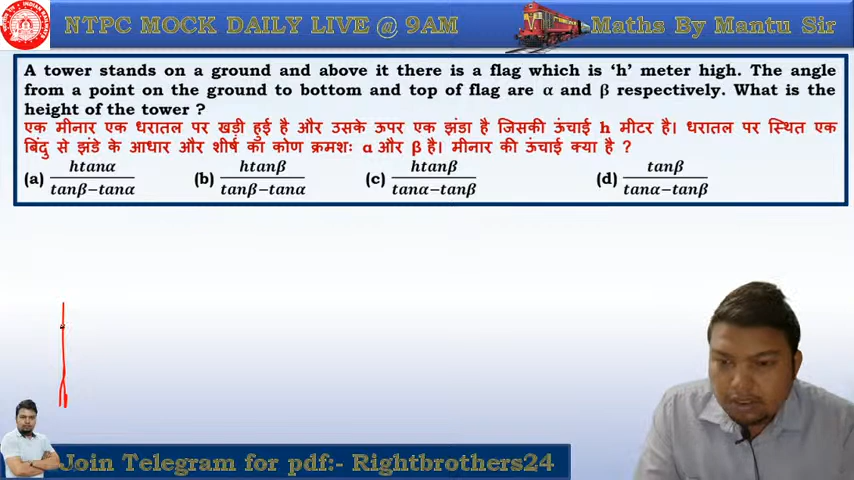 NTPC MOCK DAILY LIVE @ 9AM
Maths By Mantu Sir
A tower stands on a ground and above it there is a flag which is ‘h’ meter high. The angle
from a point on the ground to bottom and top of flag are α and β respectively. What is the
height of the tower ?
एक मीनार एक धरातल पर खड़ी हुई है और उसके ऊपर एक झंडा है जिसकी ऊंचाई h मीटर है। धरातल पर स्थित एक
बिंदु से झंडे के आधार और शीर्ष का कोण क्रमशः α और β है। मीनार की ऊंचाई क्या है ?
(a) htanα/tanβ−tanα (b) htanβ/tanβ−tanα (c) htanβ/tanα−tanβ (d) tanβ/tanα−tanβ
Join Telegram for pdf:- Rightbrothers24